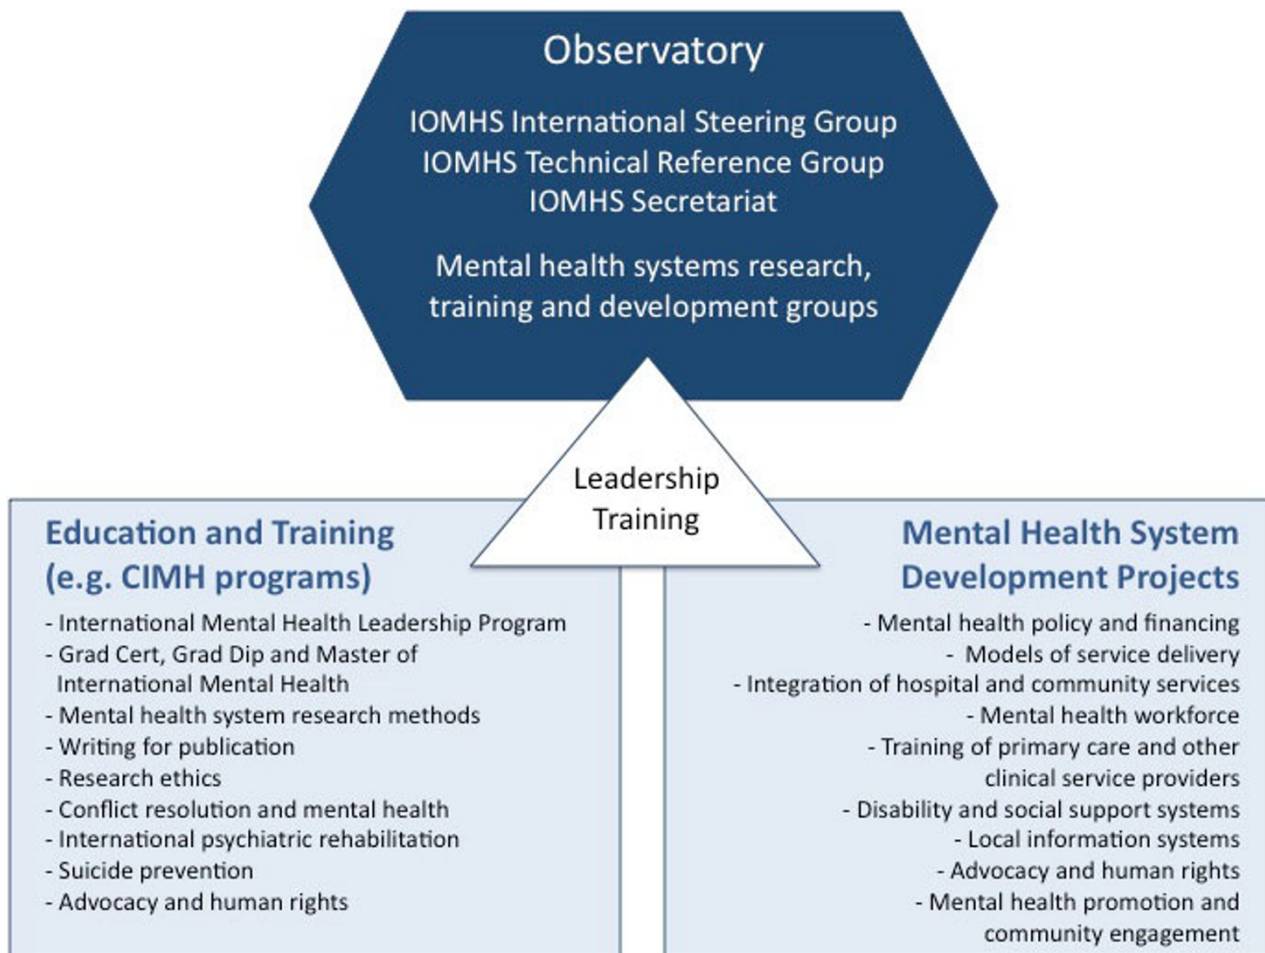 Observatory
IOMHS International Steering Group
IOMHS Technical Reference Group
IOMHS Secretariat
Mental health systems research,
training and development groups
Leadership
Training
Education and Training
(e.g. CIMH programs)
- International Mental Health Leadership Program
- Grad Cert, Grad Dip and Master of
International Mental Health
- Mental health system research methods
- Writing for publication
- Research ethics
- Conflict resolution and mental health
- International psychiatric rehabilitation
- Suicide prevention
- Advocacy and human rights
Mental Health System
Development Projects
- Mental health policy and financing
- Models of service delivery
- Integration of hospital and community services
- Mental health workforce
- Training of primary care and other
clinical service providers
- Disability and social support systems
- Local information systems
- Advocacy and human rights
- Mental health promotion and
community engagement